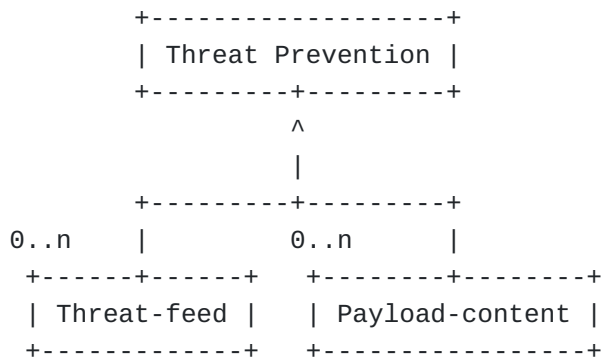 +-------------------+
| Threat Prevention |
+---------+---------+
^
|
+---------+---------+
0..n | 0..n |
+------+------+ +--------+--------+
| Threat-feed | | Payload-content |
+-------------+ +-----------------+